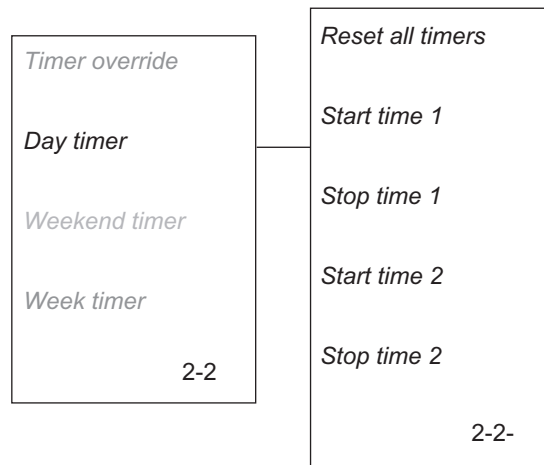 Timer override
Day timer
Weekend timer
Week timer
2-2
Reset all timers
Start time 1
Stop time 1
Start time 2
Stop time 2
2-2-